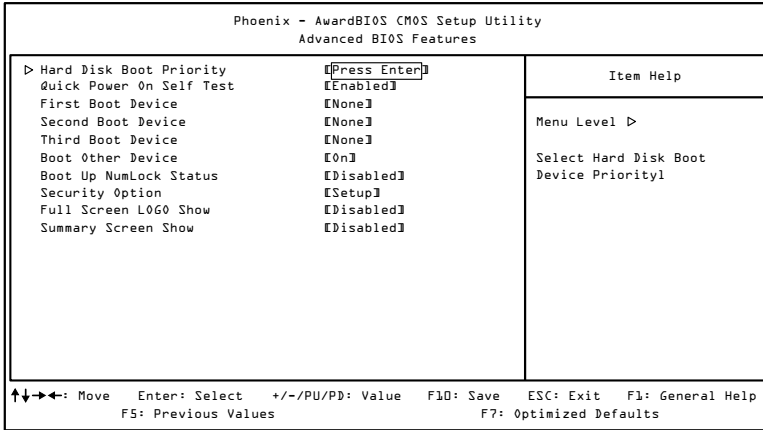 Phoenix - AwardBIOS CMOS Setup Utility
Advanced BIOS Features
▷ Hard Disk Boot Priority [Press Enter]
Quick Power On Self Test [Enabled]
First Boot Device [None]
Second Boot Device [None]
Third Boot Device [None]
Boot Other Device [On]
Boot Up NumLock Status [Disabled]
Security Option [Setup]
Full Screen LOGO Show [Disabled]
Summary Screen Show [Disabled]
Item Help
Menu Level ▷
Select Hard Disk Boot
Device Priority1
↑↓→←: Move Enter: Select +/-/PU/PD: Value F10: Save ESC: Exit F1: General Help
F5: Previous Values F7: Optimized Defaults